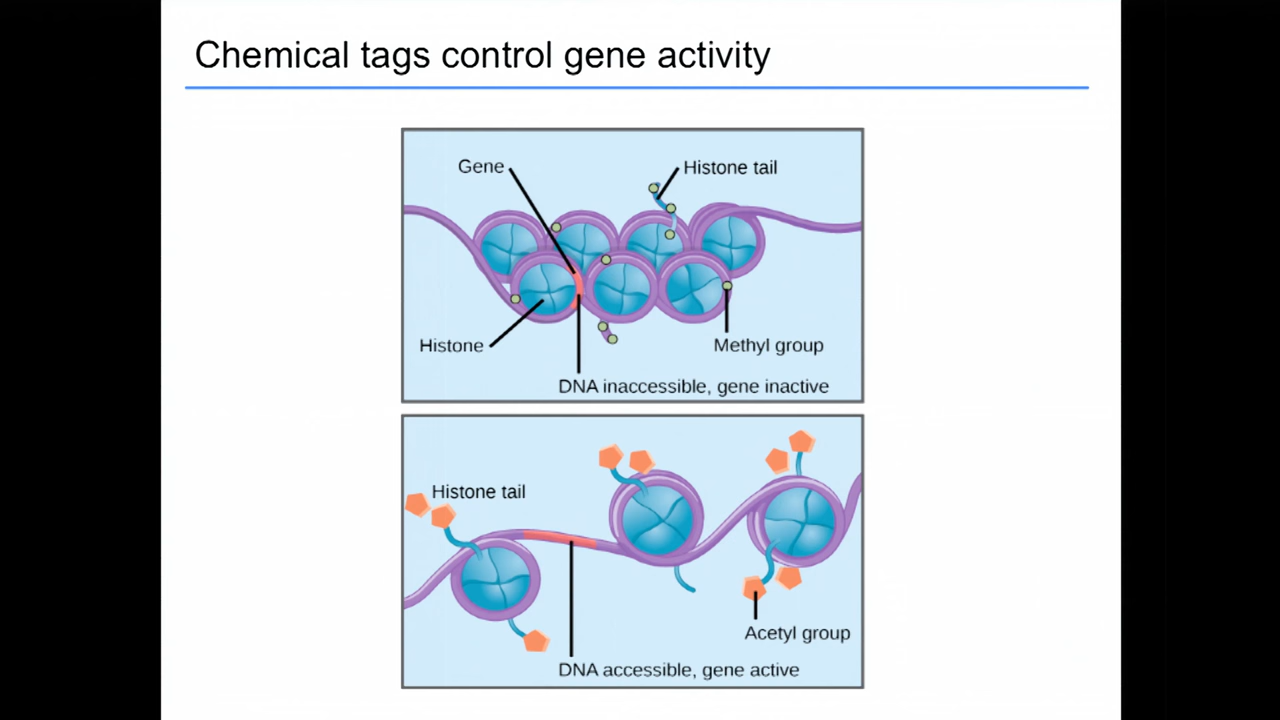 Chemical tags control gene activity
Gene
Histone tail
Histone
Methyl group
DNA inaccessible, gene inactive
Histone tail
Acetyl group
DNA accessible, gene active